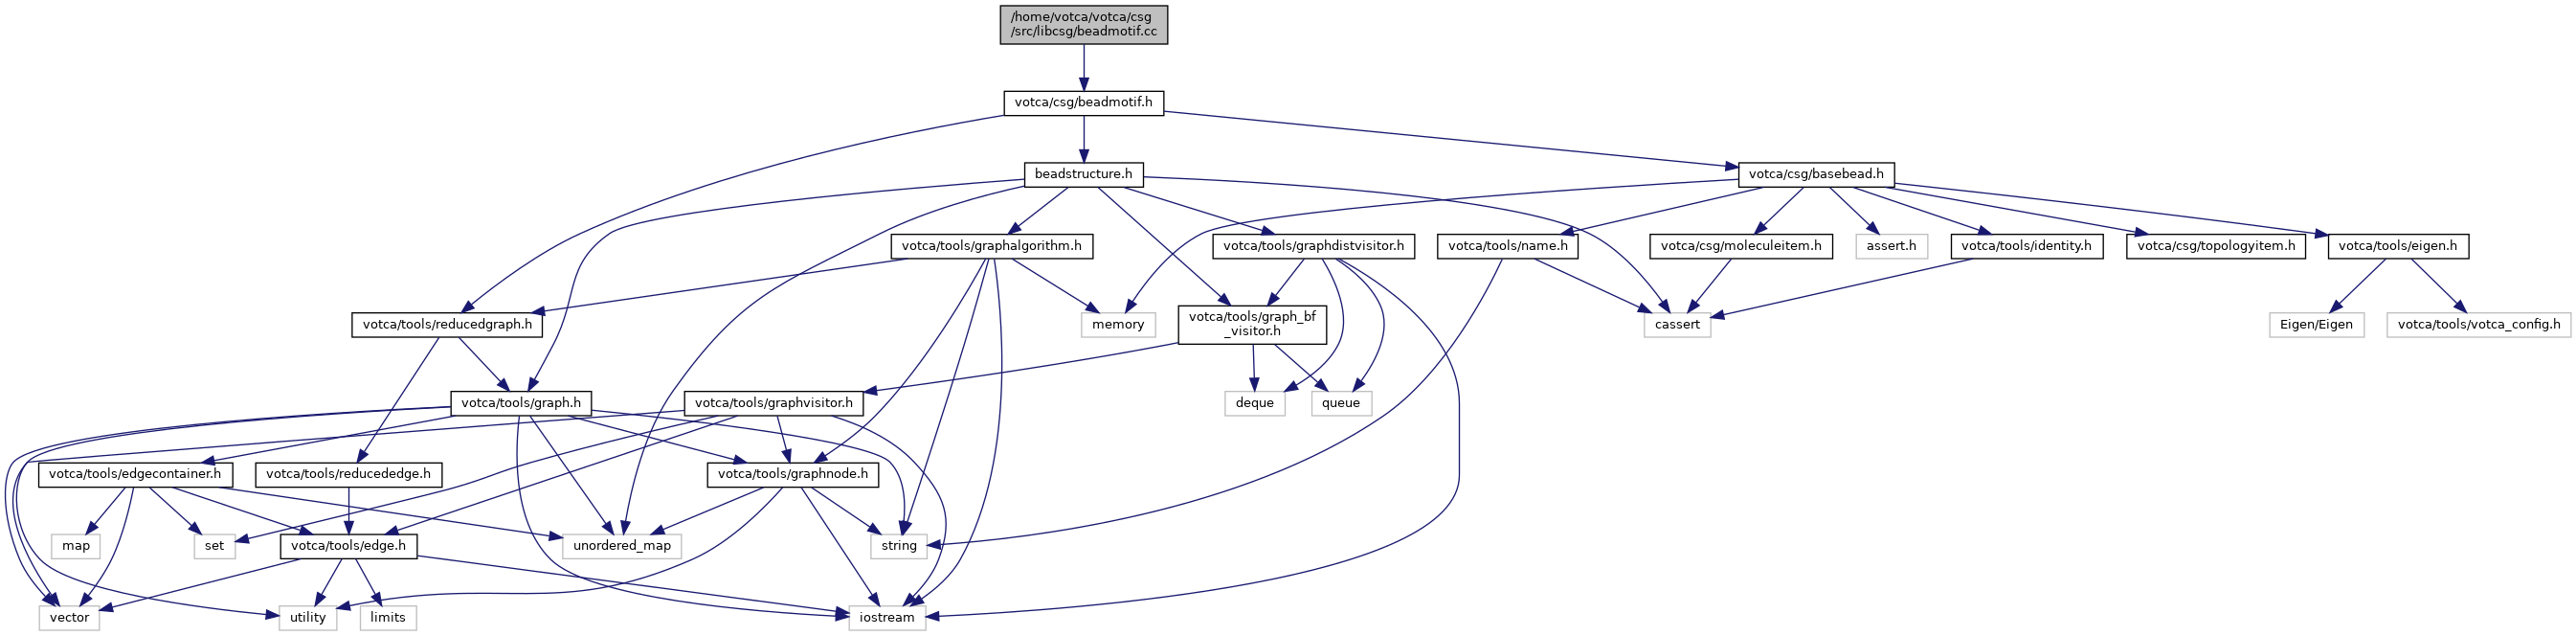 /home/votca/votca/csg
/src/libcsg/beadmotif.cc
votca/csg/beadmotif.h
beadstructure.h
votca/csg/basebead.h
votca/tools/graphalgorithm.h
votca/tools/graphdistvisitor.h
votca/tools/name.h
votca/csg/moleculeitem.h
assert.h
votca/tools/identity.h
votca/csg/topologyitem.h
votca/tools/eigen.h
votca/tools/reducedgraph.h
memory
votca/tools/graph_bf
_visitor.h
cassert
Eigen/Eigen
votca/tools/votca_config.h
votca/tools/graph.h
votca/tools/graphvisitor.h
deque
queue
votca/tools/edgecontainer.h
votca/tools/reducededge.h
votca/tools/graphnode.h
map
set
votca/tools/edge.h
unordered_map
string
vector
utility
limits
iostream